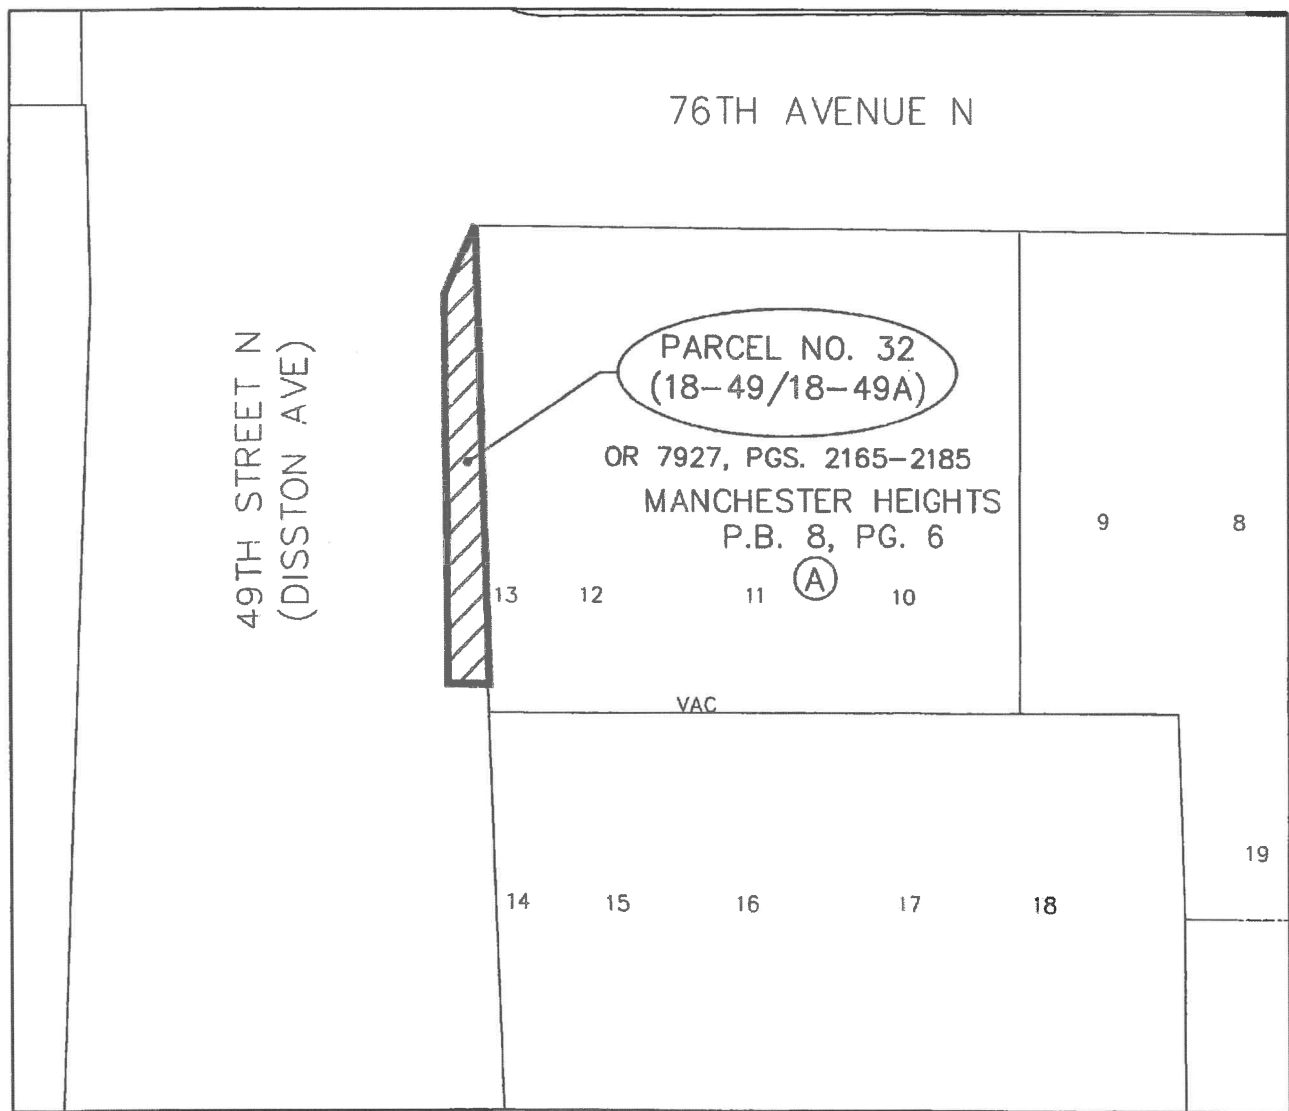 76TH AVENUE N
49TH STREET N
(DISSTON AVE)
PARCEL NO. 32
(18-49/18-49A)
OR 7927, PGS. 2165-2185
MANCHESTER HEIGHTS
P.B. 8, PG. 6
A
9
8
13
12
11
10
VAC
19
14
15
16
17
18